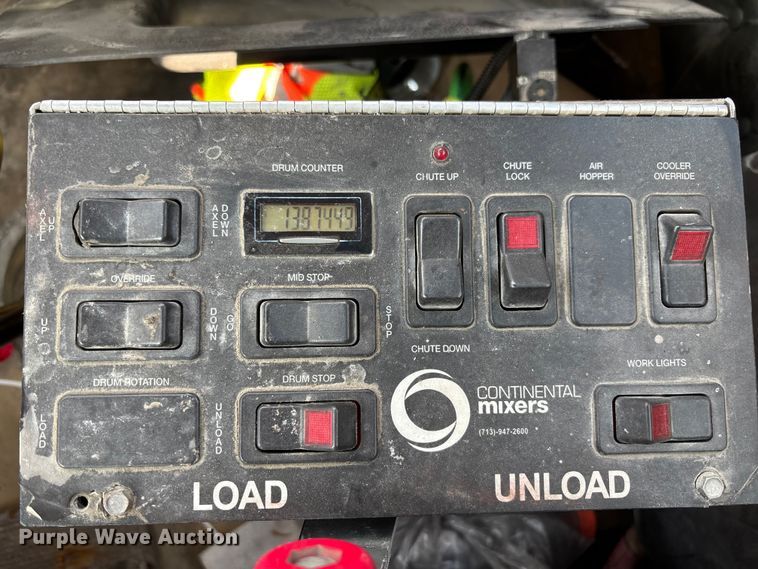 DRUM COUNTER
CHUTE UP
CHUTE
LOCK
AIR
HOPPER
COOLER
OVERRIDE
AXEL
UP
AXEL
DOWN
1397449
OVERRIDE
MID STOP
UP
DOWN
GO
STOP
CHUTE DOWN
DRUM ROTATION
DRUM STOP
WORK LIGHTS
LOAD
UNLOAD
CONTINENTAL
mixers
(713)-947-2600
LOAD
UNLOAD
Purple Wave Auction